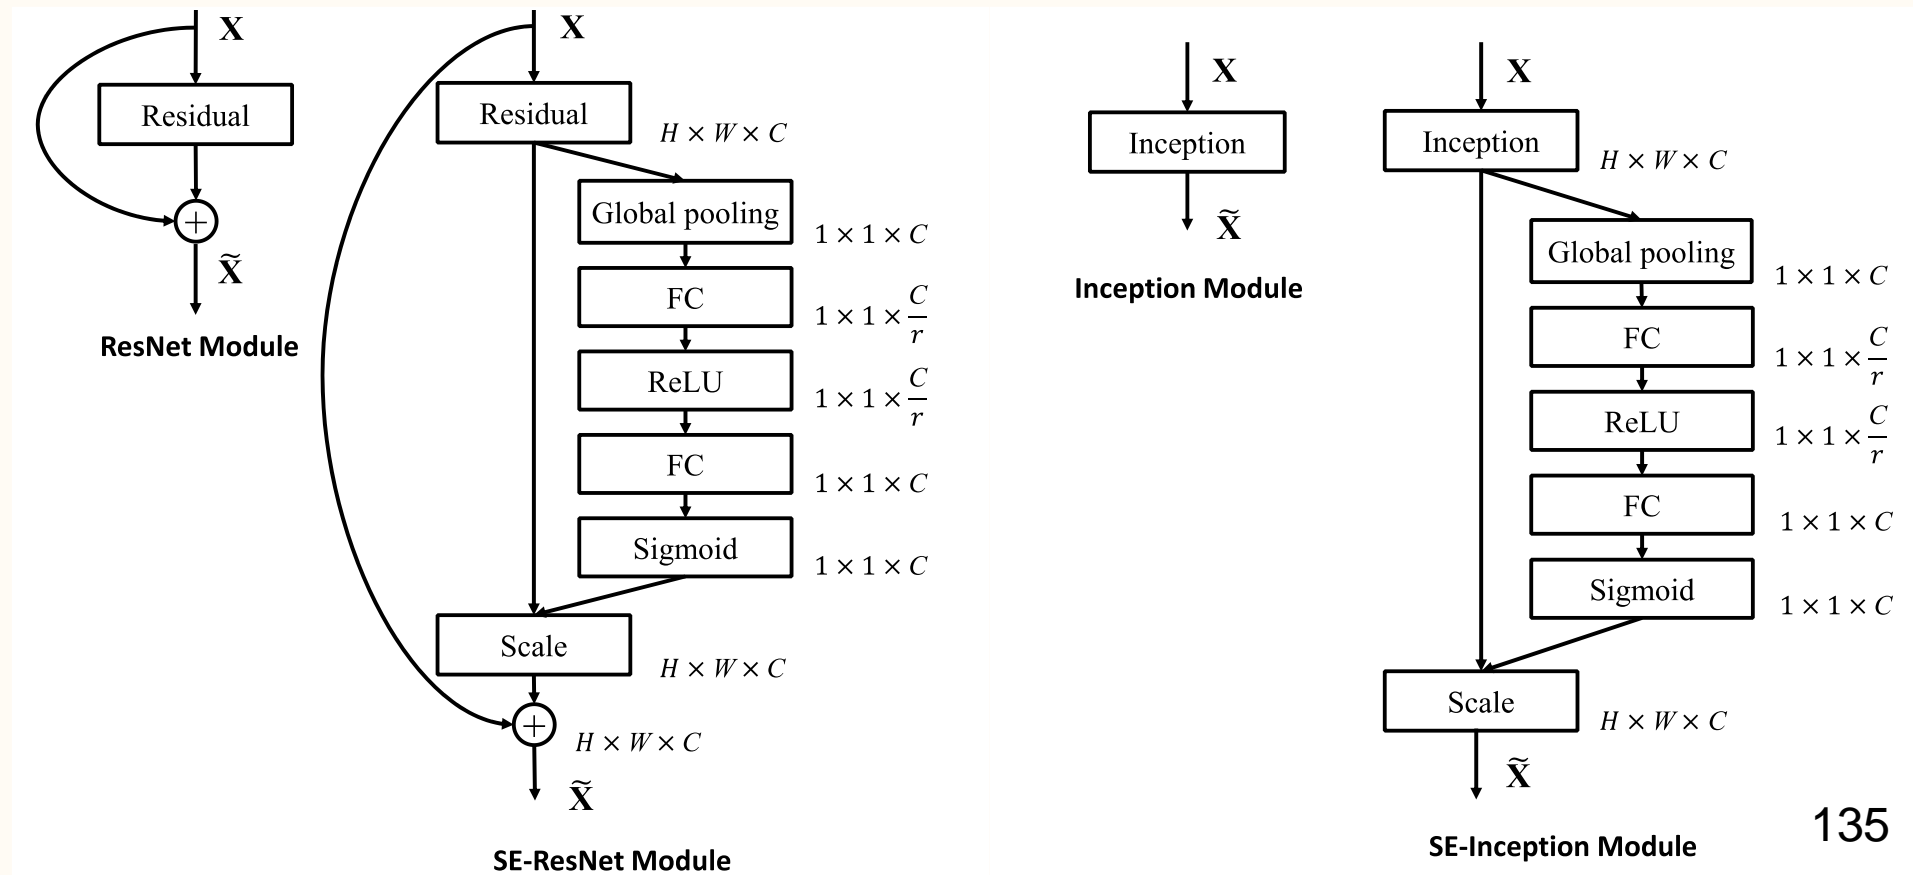 X
Residual
+
X̃
ResNet Module
X
Residual
H × W × C
Global pooling
1 × 1 × C
FC
1 × 1 × C/r
ReLU
1 × 1 × C/r
FC
1 × 1 × C
Sigmoid
1 × 1 × C
Scale
H × W × C
+
H × W × C
X̃
SE-ResNet Module
X
Inception
X̃
Inception Module
X
Inception
H × W × C
Global pooling
1 × 1 × C
FC
1 × 1 × C/r
ReLU
1 × 1 × C/r
FC
1 × 1 × C
Sigmoid
1 × 1 × C
Scale
H × W × C
X̃
SE-Inception Module
135